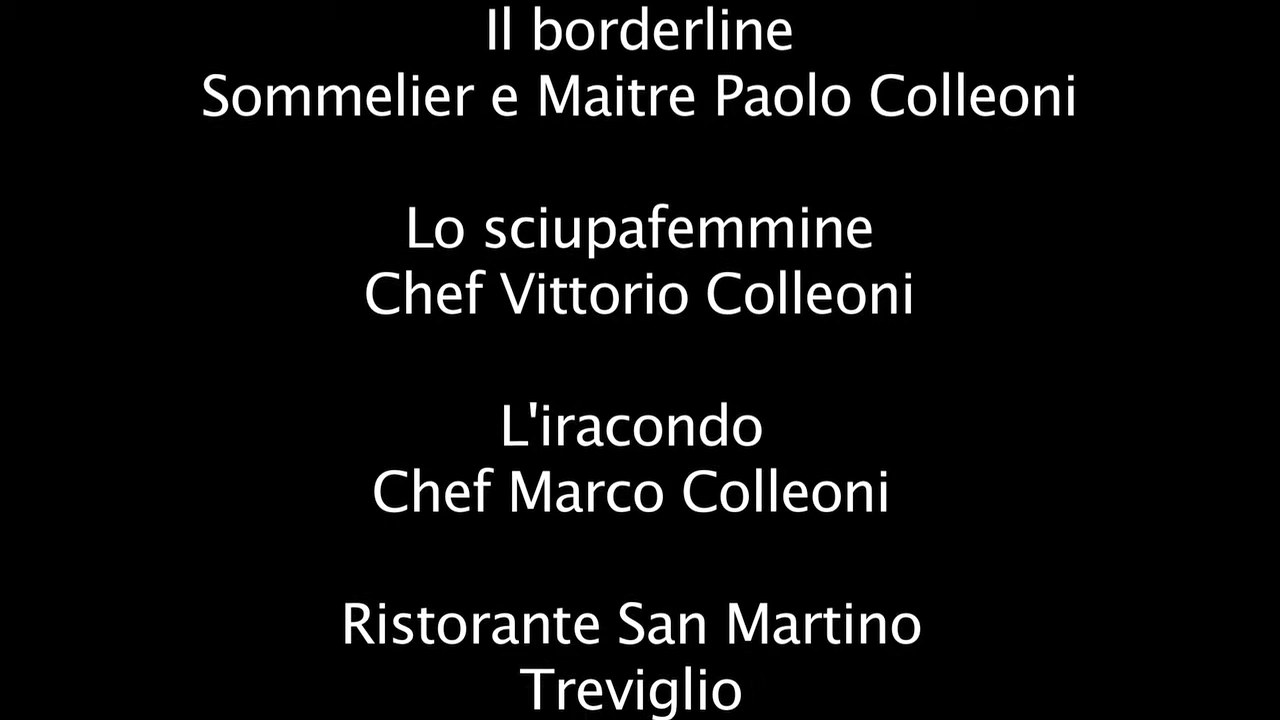 Il borderline
Sommelier e Maitre Paolo Colleoni
Lo sciupafemmine
Chef Vittorio Colleoni
L'iracondo
Chef Marco Colleoni
Ristorante San Martino
Treviglio